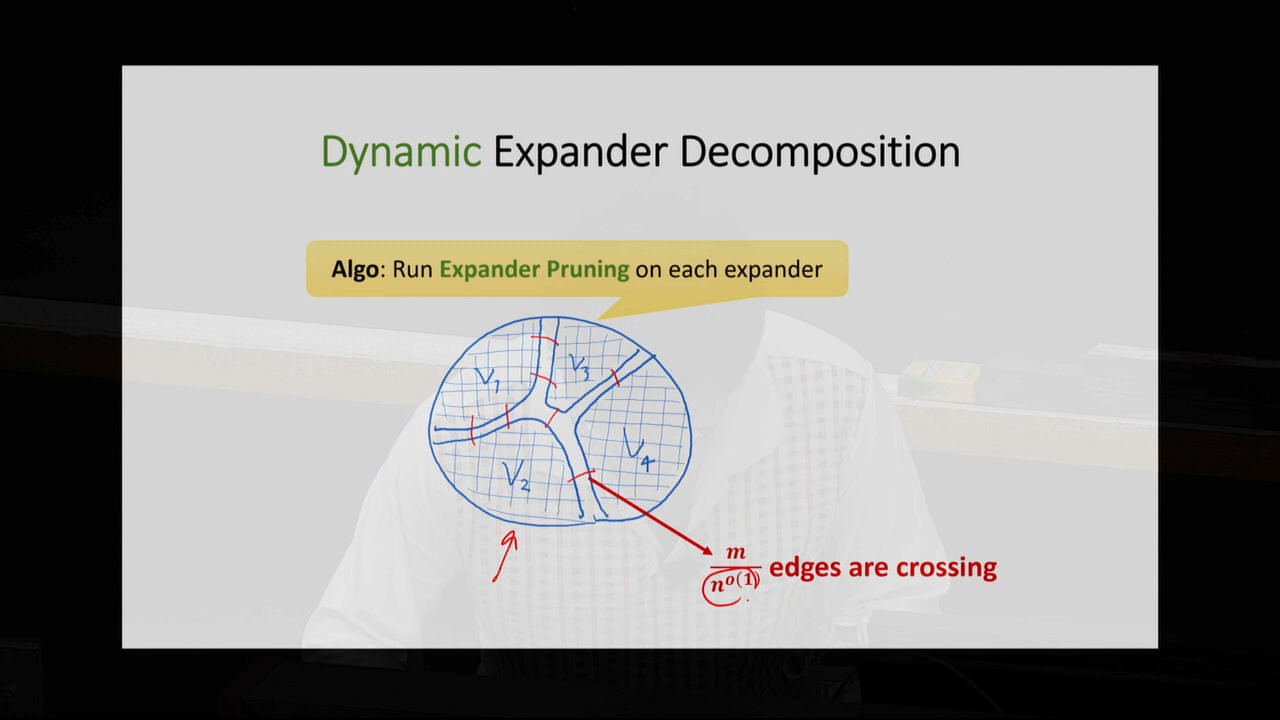 Dynamic Expander Decomposition
Algo: Run Expander Pruning on each expander
V₁
V₃
V₂
V₄
m/n^{o(1)} edges are crossing